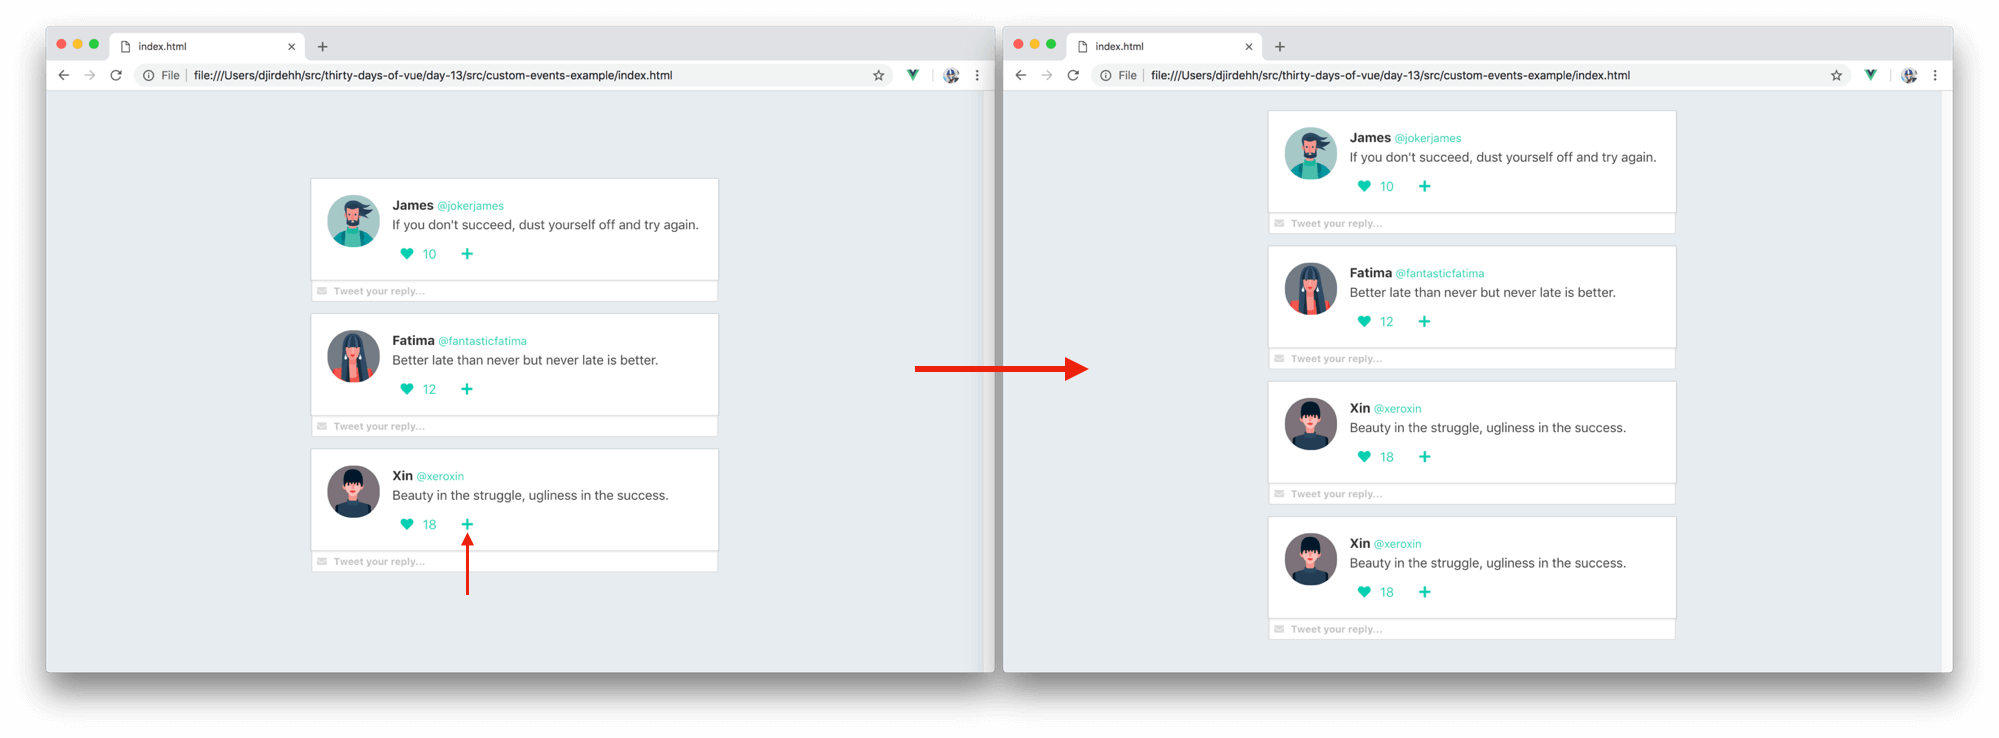 index.html
File file:///Users/djirdehh/src/thirty-days-of-vue/day-13/src/custom-events-example/index.html
James @jokerjames
If you don't succeed, dust yourself off and try again.
10
Tweet your reply...
Fatima @fantasticfatima
Better late than never but never late is better.
12
Tweet your reply...
Xin @xeroxin
Beauty in the struggle, ugliness in the success.
18
Tweet your reply...
index.html
File file:///Users/djirdehh/src/thirty-days-of-vue/day-13/src/custom-events-example/index.html
James @jokerjames
If you don't succeed, dust yourself off and try again.
10
Tweet your reply...
Fatima @fantasticfatima
Better late than never but never late is better.
12
Tweet your reply...
Xin @xeroxin
Beauty in the struggle, ugliness in the success.
18
Tweet your reply...
Xin @xeroxin
Beauty in the struggle, ugliness in the success.
18
Tweet your reply...